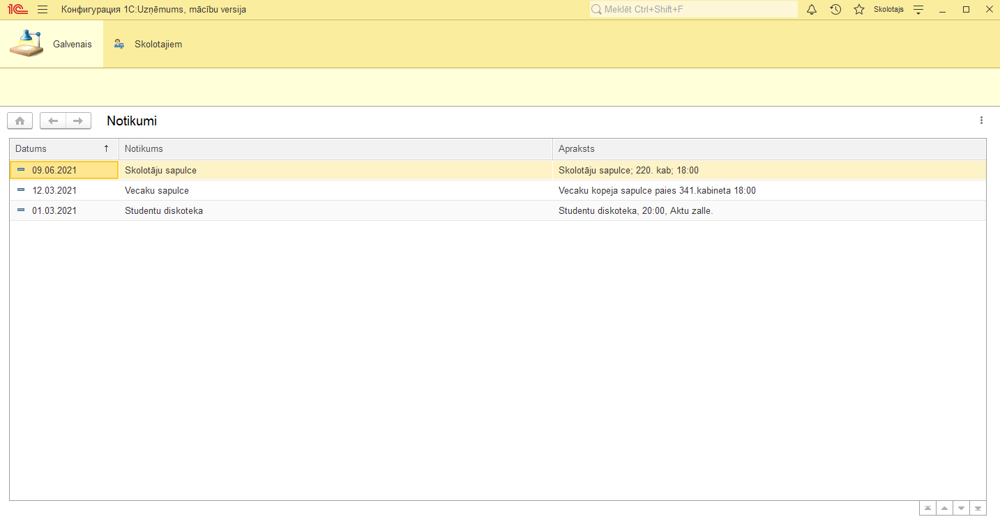 1С Конфигурация 1С:Uzņēmums, mācību versija Meklēt Ctrl+Shift+F Skolotajs
Galvenais Skolotajiem
Notikumi
Datums ↑ Notikums Apraksts
09.06.2021 Skolotāju sapulce Skolotāju sapulce; 220. kab; 18:00
12.03.2021 Vecaku sapulce Vecaku kopeja sapulce paies 341.kabineta 18:00
01.03.2021 Studentu diskoteka Studentu diskoteka, 20:00, Aktu zalle.